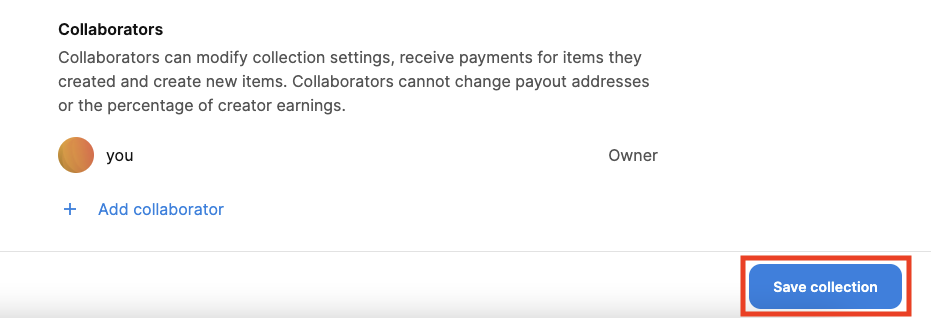 Collaborators
Collaborators can modify collection settings, receive payments for items they
created and create new items. Collaborators cannot change payout addresses
or the percentage of creator earnings.
you Owner
+ Add collaborator
Save collection